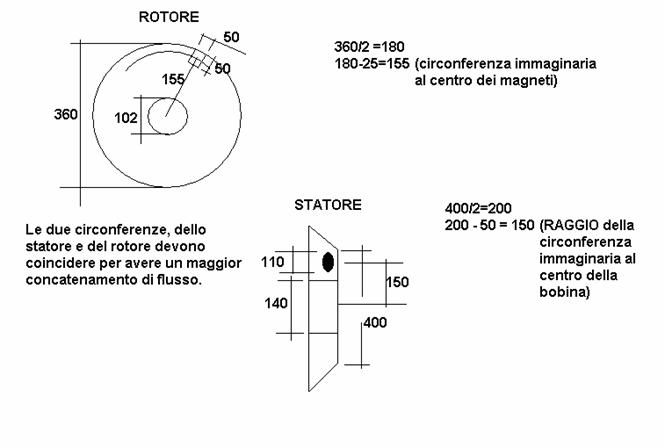 ROTORE
50
50
155
360
102
360/2 =180
180-25=155 (circonferenza immaginaria
al centro dei magneti)
STATORE
400/2=200
200 - 50 = 150 (RAGGIO della
circonferenza
immaginaria al
centro della
bobina)
Le due circonferenze, dello
statore e del rotore devono
coincidere per avere un maggior
concatenamento di flusso.
110
150
140
400